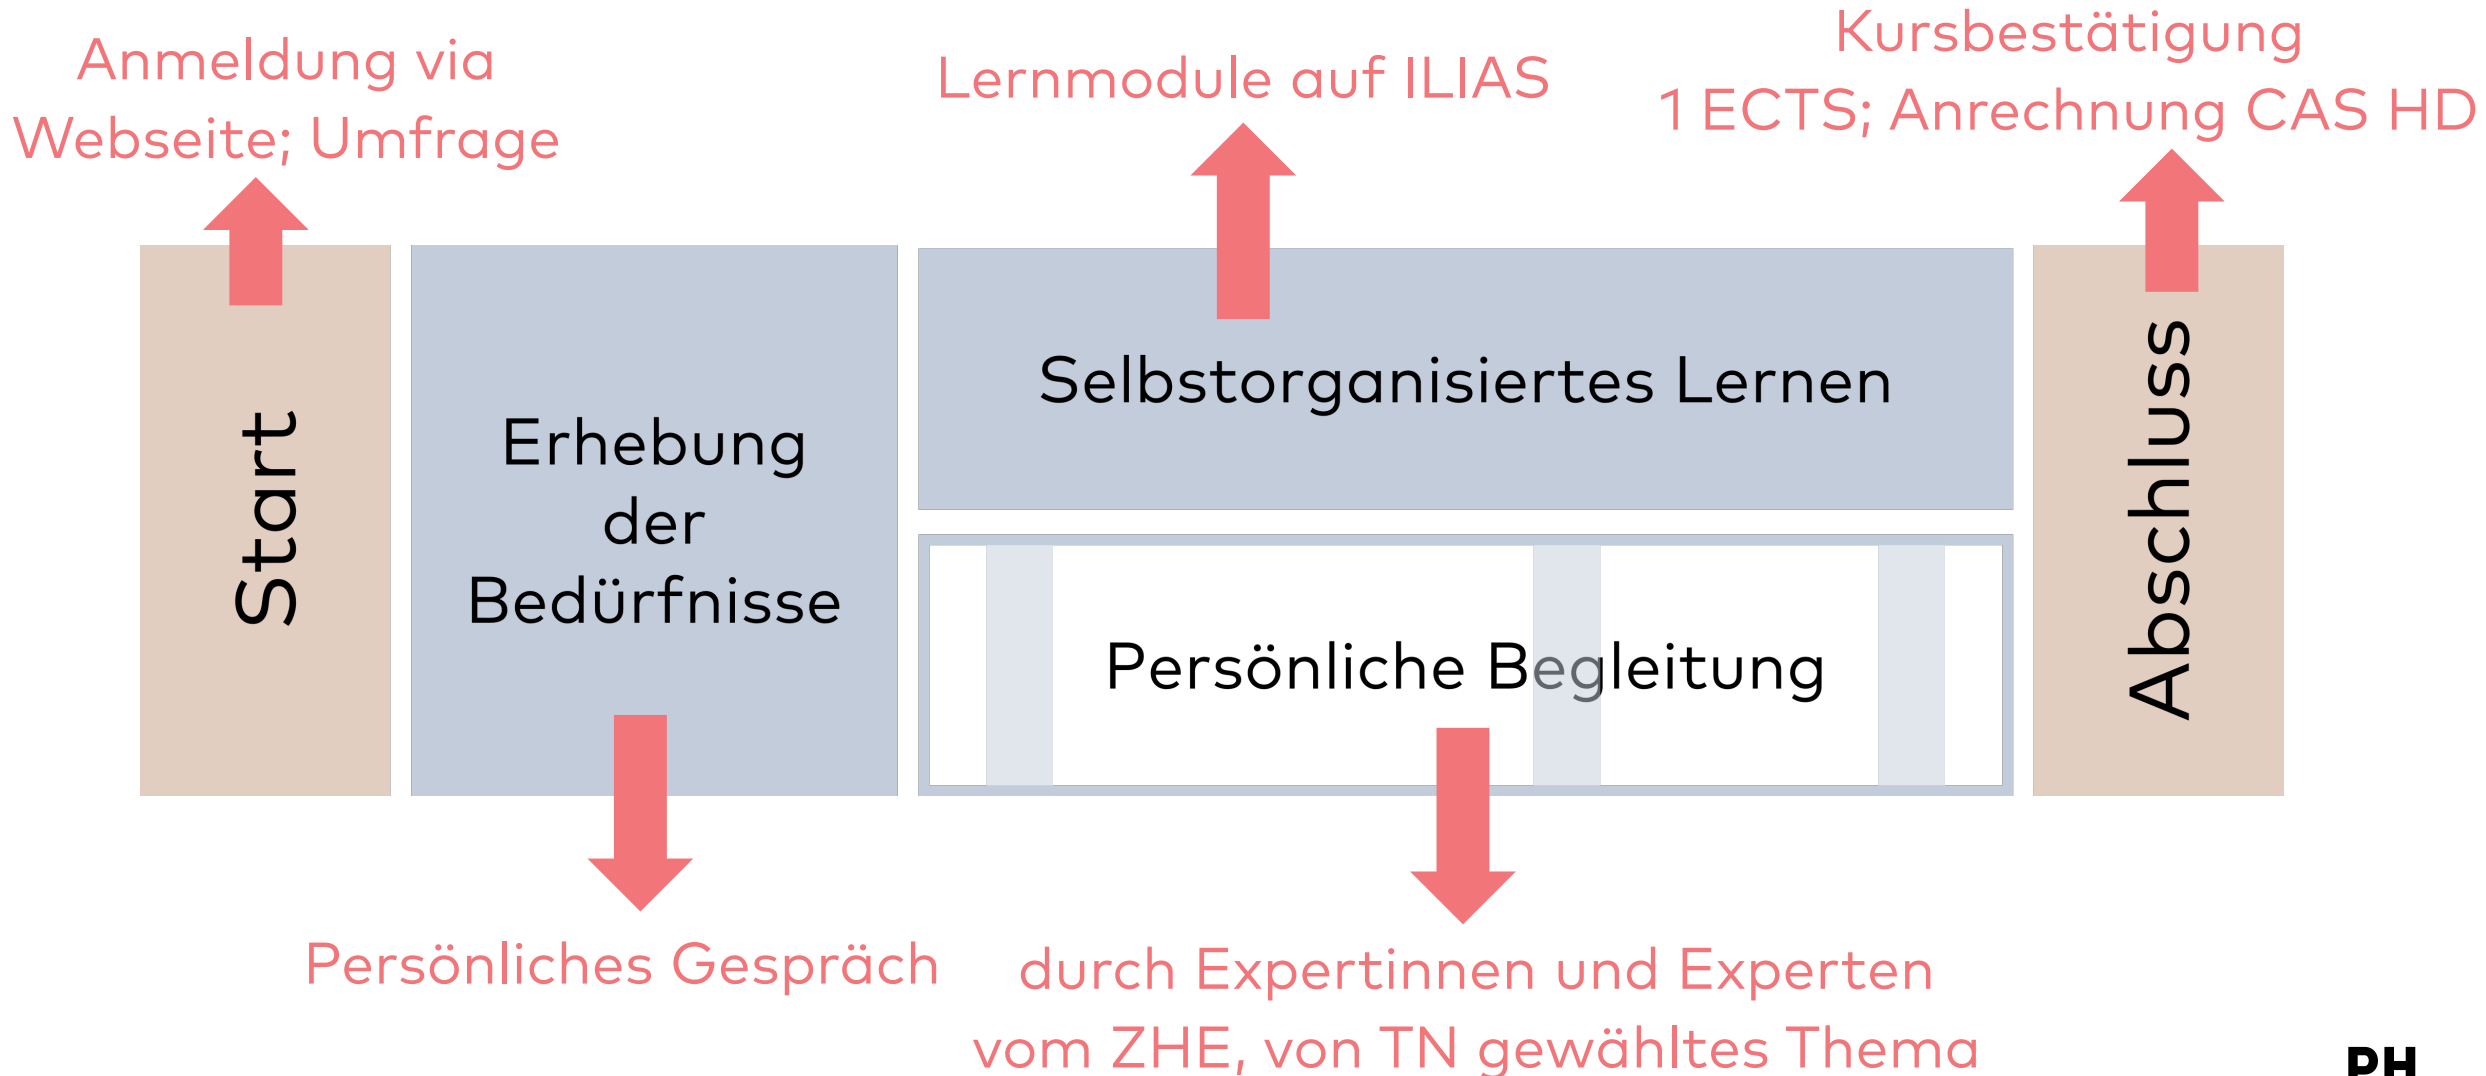 Anmeldung via
Webseite; Umfrage
Lernmodule auf ILIAS
Kursbestätigung
1 ECTS; Anrechnung CAS HD
Start
Erhebung
der
Bedürfnisse
Selbstorganisiertes Lernen
Persönliche Begleitung
Abschluss
Persönliches Gespräch
durch Expertinnen und Experten
vom ZHE, von TN gewähltes Thema
PH